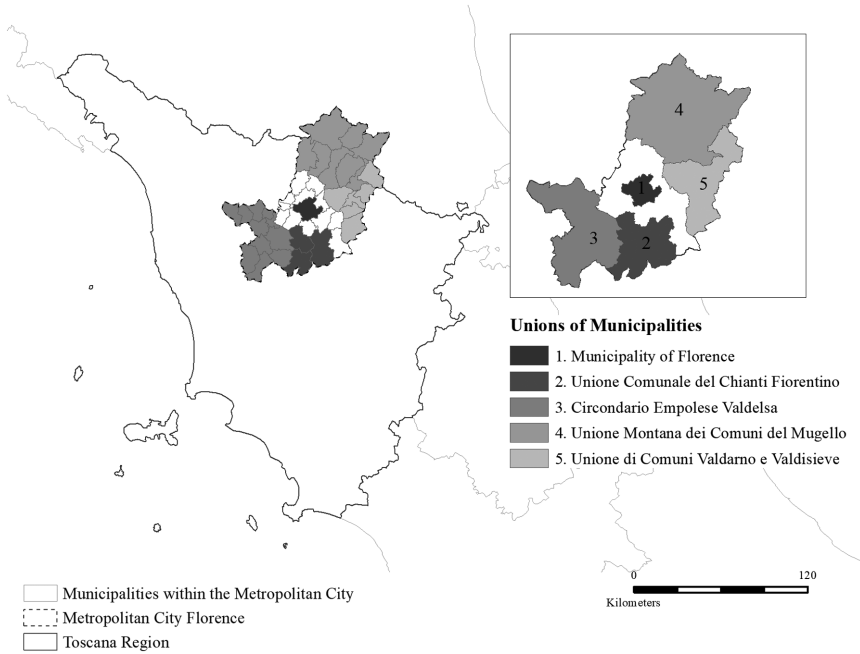 4
1
5
3
2
Unions of Municipalities
1. Municipality of Florence
2. Unione Comunale del Chianti Fiorentino
3. Circondario Empolese Valdelsa
4. Unione Montana dei Comuni del Mugello
5. Unione di Comuni Valdarno e Valdisieve
0 120
Kilometers
Municipalities within the Metropolitan City
Metropolitan City Florence
Toscana Region